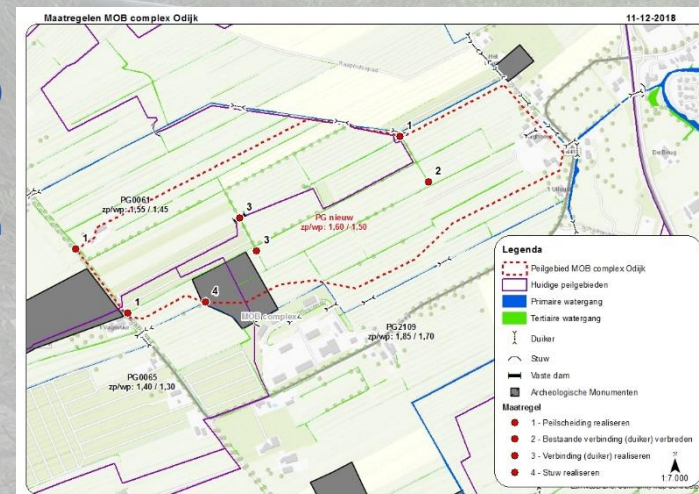 Maatregelen MOB complex Odijk
11-12-2018
1
2
PG0061
zp/wp: 1,55 / 1,45
3
PG nieuw
zp/wp: 1,60 / 1,50
3
1
4
1
MOB complex
PG2109
zp/wp: 1,85 / 1,70
PG0065
zp/wp: 1,40 / 1,30
Legenda
Peilgebied MOB complex Odijk
Huidige peilgebieden
Primaire watergang
Tertiaire watergang
Duiker
Stuw
Vaste dam
Archeologische Monumenten
Maatregel
1 - Peilscheiding realiseren
2 - Bestaande verbinding (duiker) verbreden
3 - Verbinding (duiker) realiseren
4 - Stuw realiseren
1:7.000